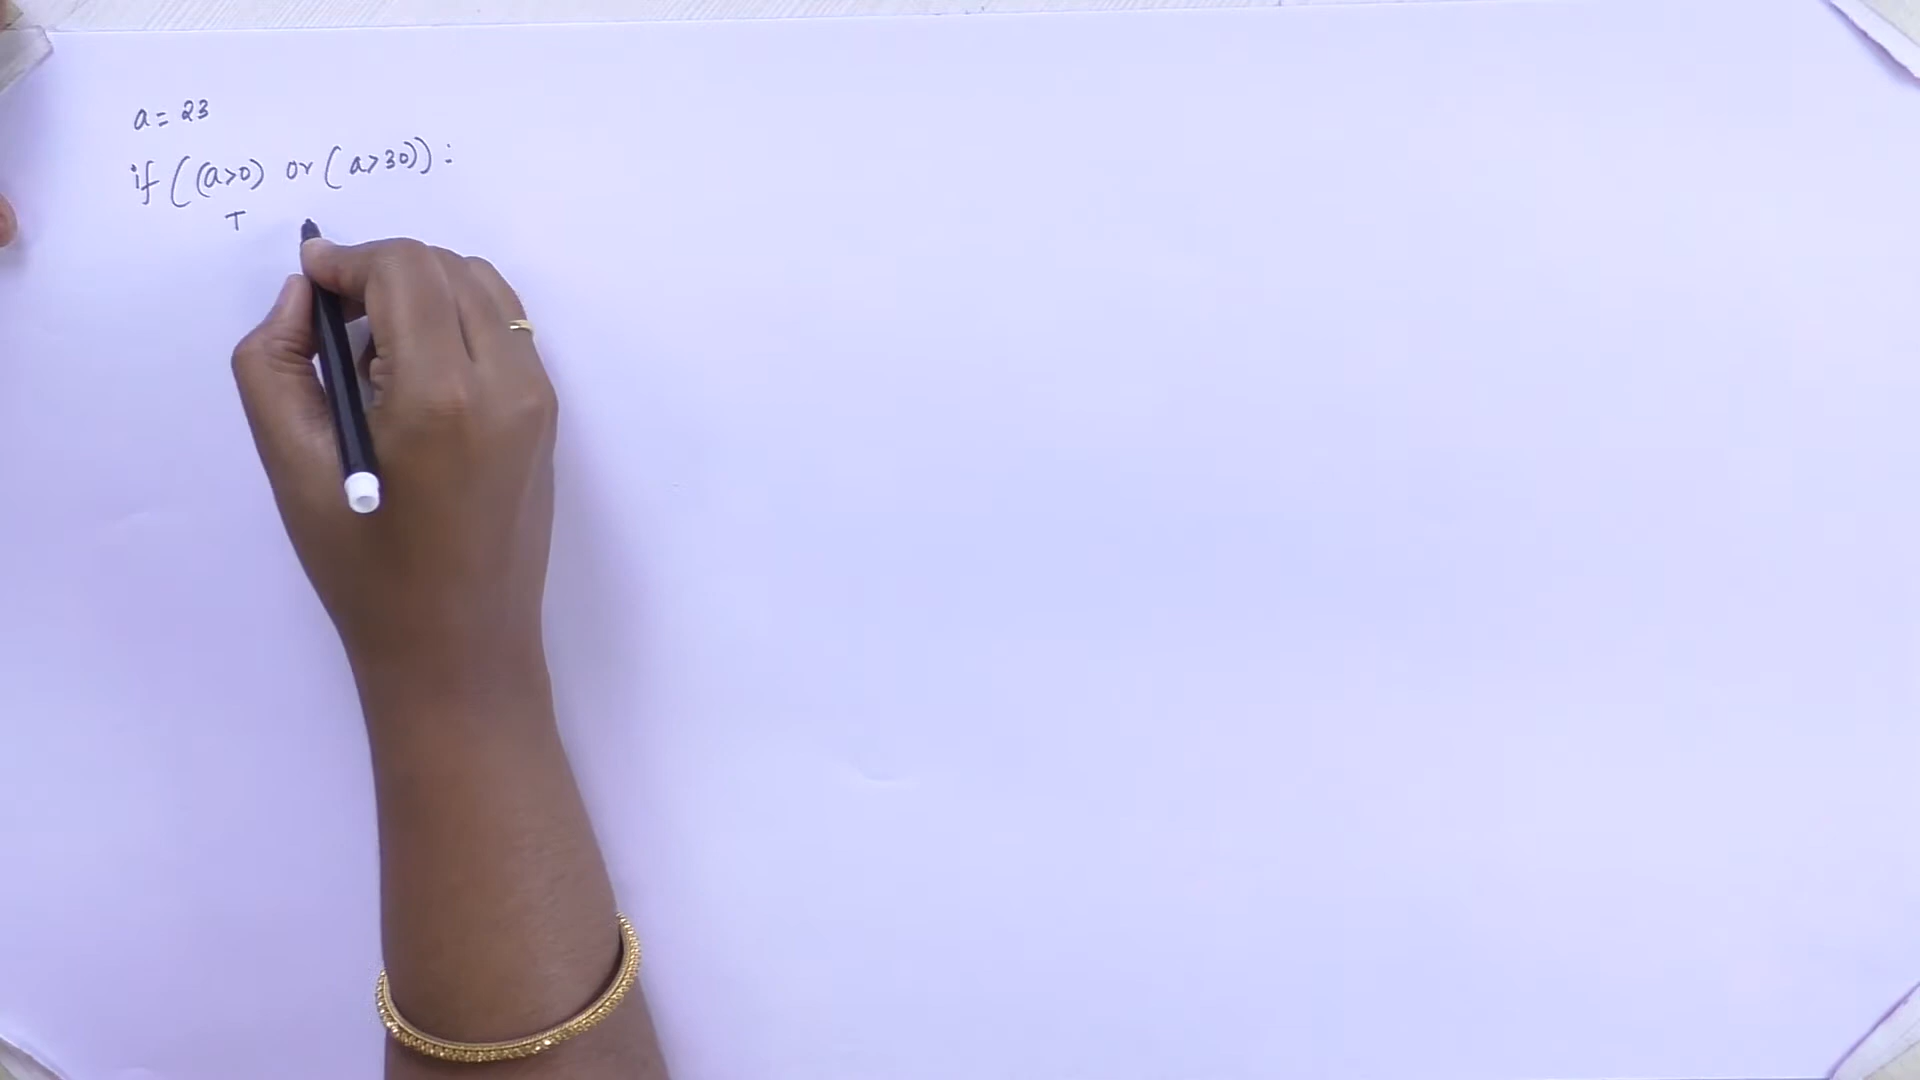 a = 23
if ((a>0) or (a>30)) :
T